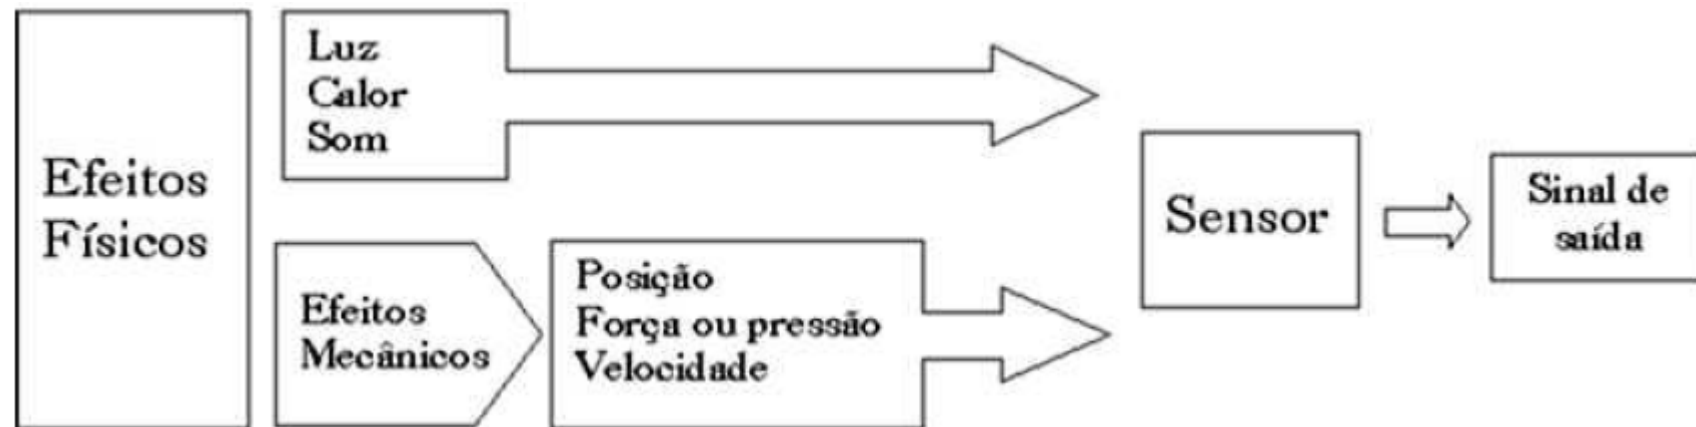 Efeitos
Físicos
Luz
Calor
Som
Efeitos
Mecânicos
Posição
Força ou pressão
Velocidade
Sensor
Sinal de
saída